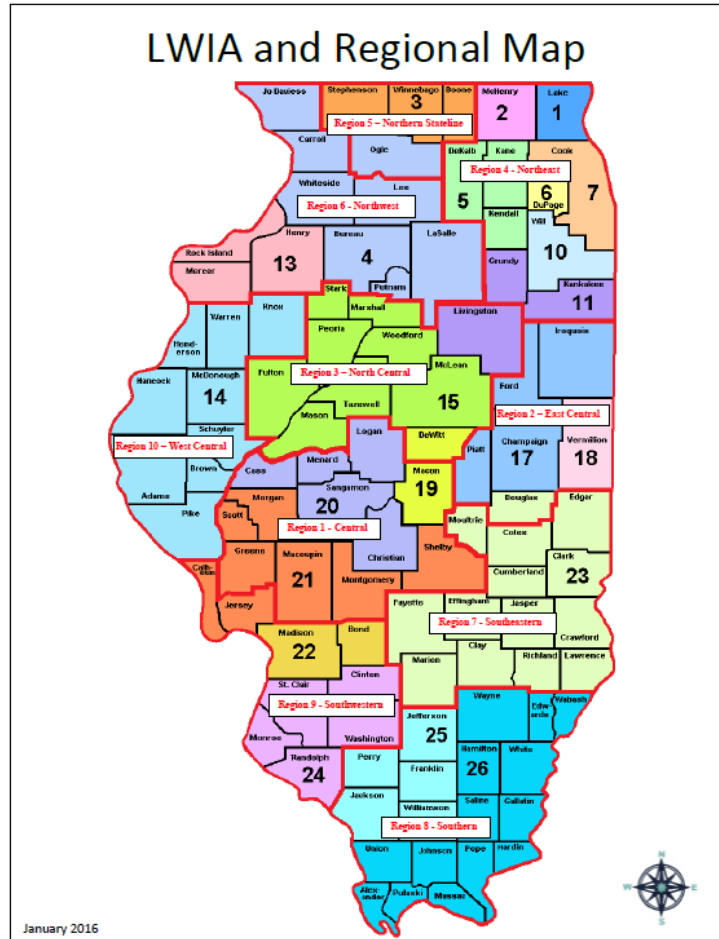 LWIA and Regional Map
Jo Daviess
Stephenson
Winnebago
Boone
McHenry
Lake
3
2
1
Region 5 – Northern Stateline
Carroll
Ogle
DeKalb
Kane
Cook
Region 4 - Northeast
Whiteside
Lee
5
6
7
DuPage
Region 6 - Northwest
Kendall
Will
Rock Island
Henry
Bureau
LaSalle
10
Mercer
13
4
Grundy
Putnam
Kankakee
11
Stark
Marshall
Knox
Warren
Livingston
Iroquois
Peoria
Woodford
Hende-
erson
Fulton
Region 3 – North Central
McLean
Hancock
McDonough
Ford
14
Tazewell
15
Region 2 – East Central
Mason
Schuyler
Logan
DeWitt
Champaign
Vermillion
Region 10 – West Central
Piatt
17
18
Menard
Brown
Cass
Macon
Adams
Sangamon
19
Douglas
Edgar
Morgan
20
Pike
Scott
Region 1 - Central
Moultrie
Coles
Greene
Christian
Shelby
Clark
Macoupin
Cumberland
23
21
Montgomery
Jersey
Fayette
Effingham
Jasper
Region 7 - Southeastern
Madison
Bond
Crawford
22
Clay
Marion
Richland
Lawrence
Clinton
St. Clair
Wayne
Wabash
Region 9 - Southwestern
Edw-
ards
Jefferson
25
Monroe
Washington
Hamilton
White
Randolph
Perry
26
24
Franklin
Jackson
Saline
Gallatin
Williamson
Region 8 - Southern
Union
Johnson
Pope
Hardin
Alex-
ander
Pulaski
Massac
N
W
E
S
January 2016